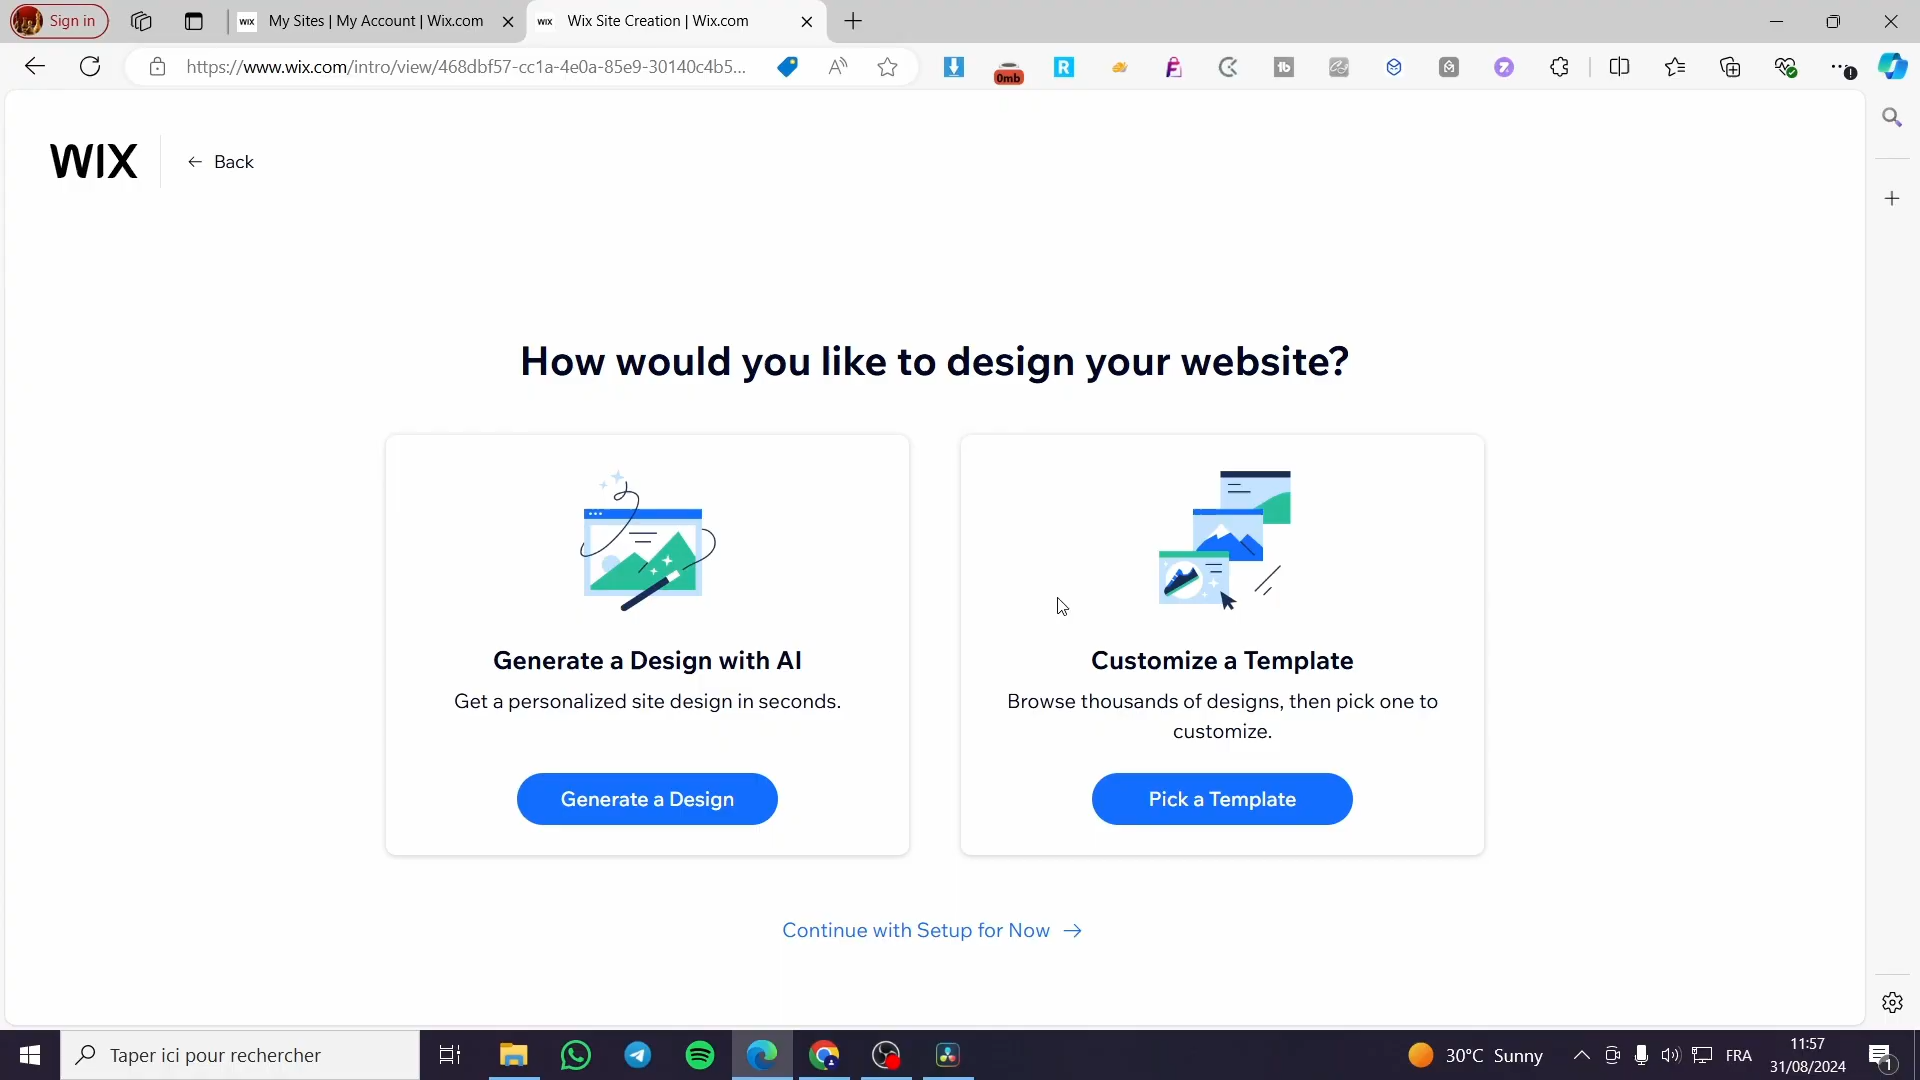 Sign in
WIX My Sites | My Account | Wix.com
WIX Wix Site Creation | Wix.com
https://www.wix.com/intro/view/468dbf57-cc1a-4e0a-85e9-30140c4b5...
0mb
WIX
Back
How would you like to design your website?
Generate a Design with AI
Get a personalized site design in seconds.
Generate a Design
Customize a Template
Browse thousands of designs, then pick one to
customize.
Pick a Template
Continue with Setup for Now
Taper ici pour rechercher
30°C Sunny
FRA
11:57
31/08/2024
1